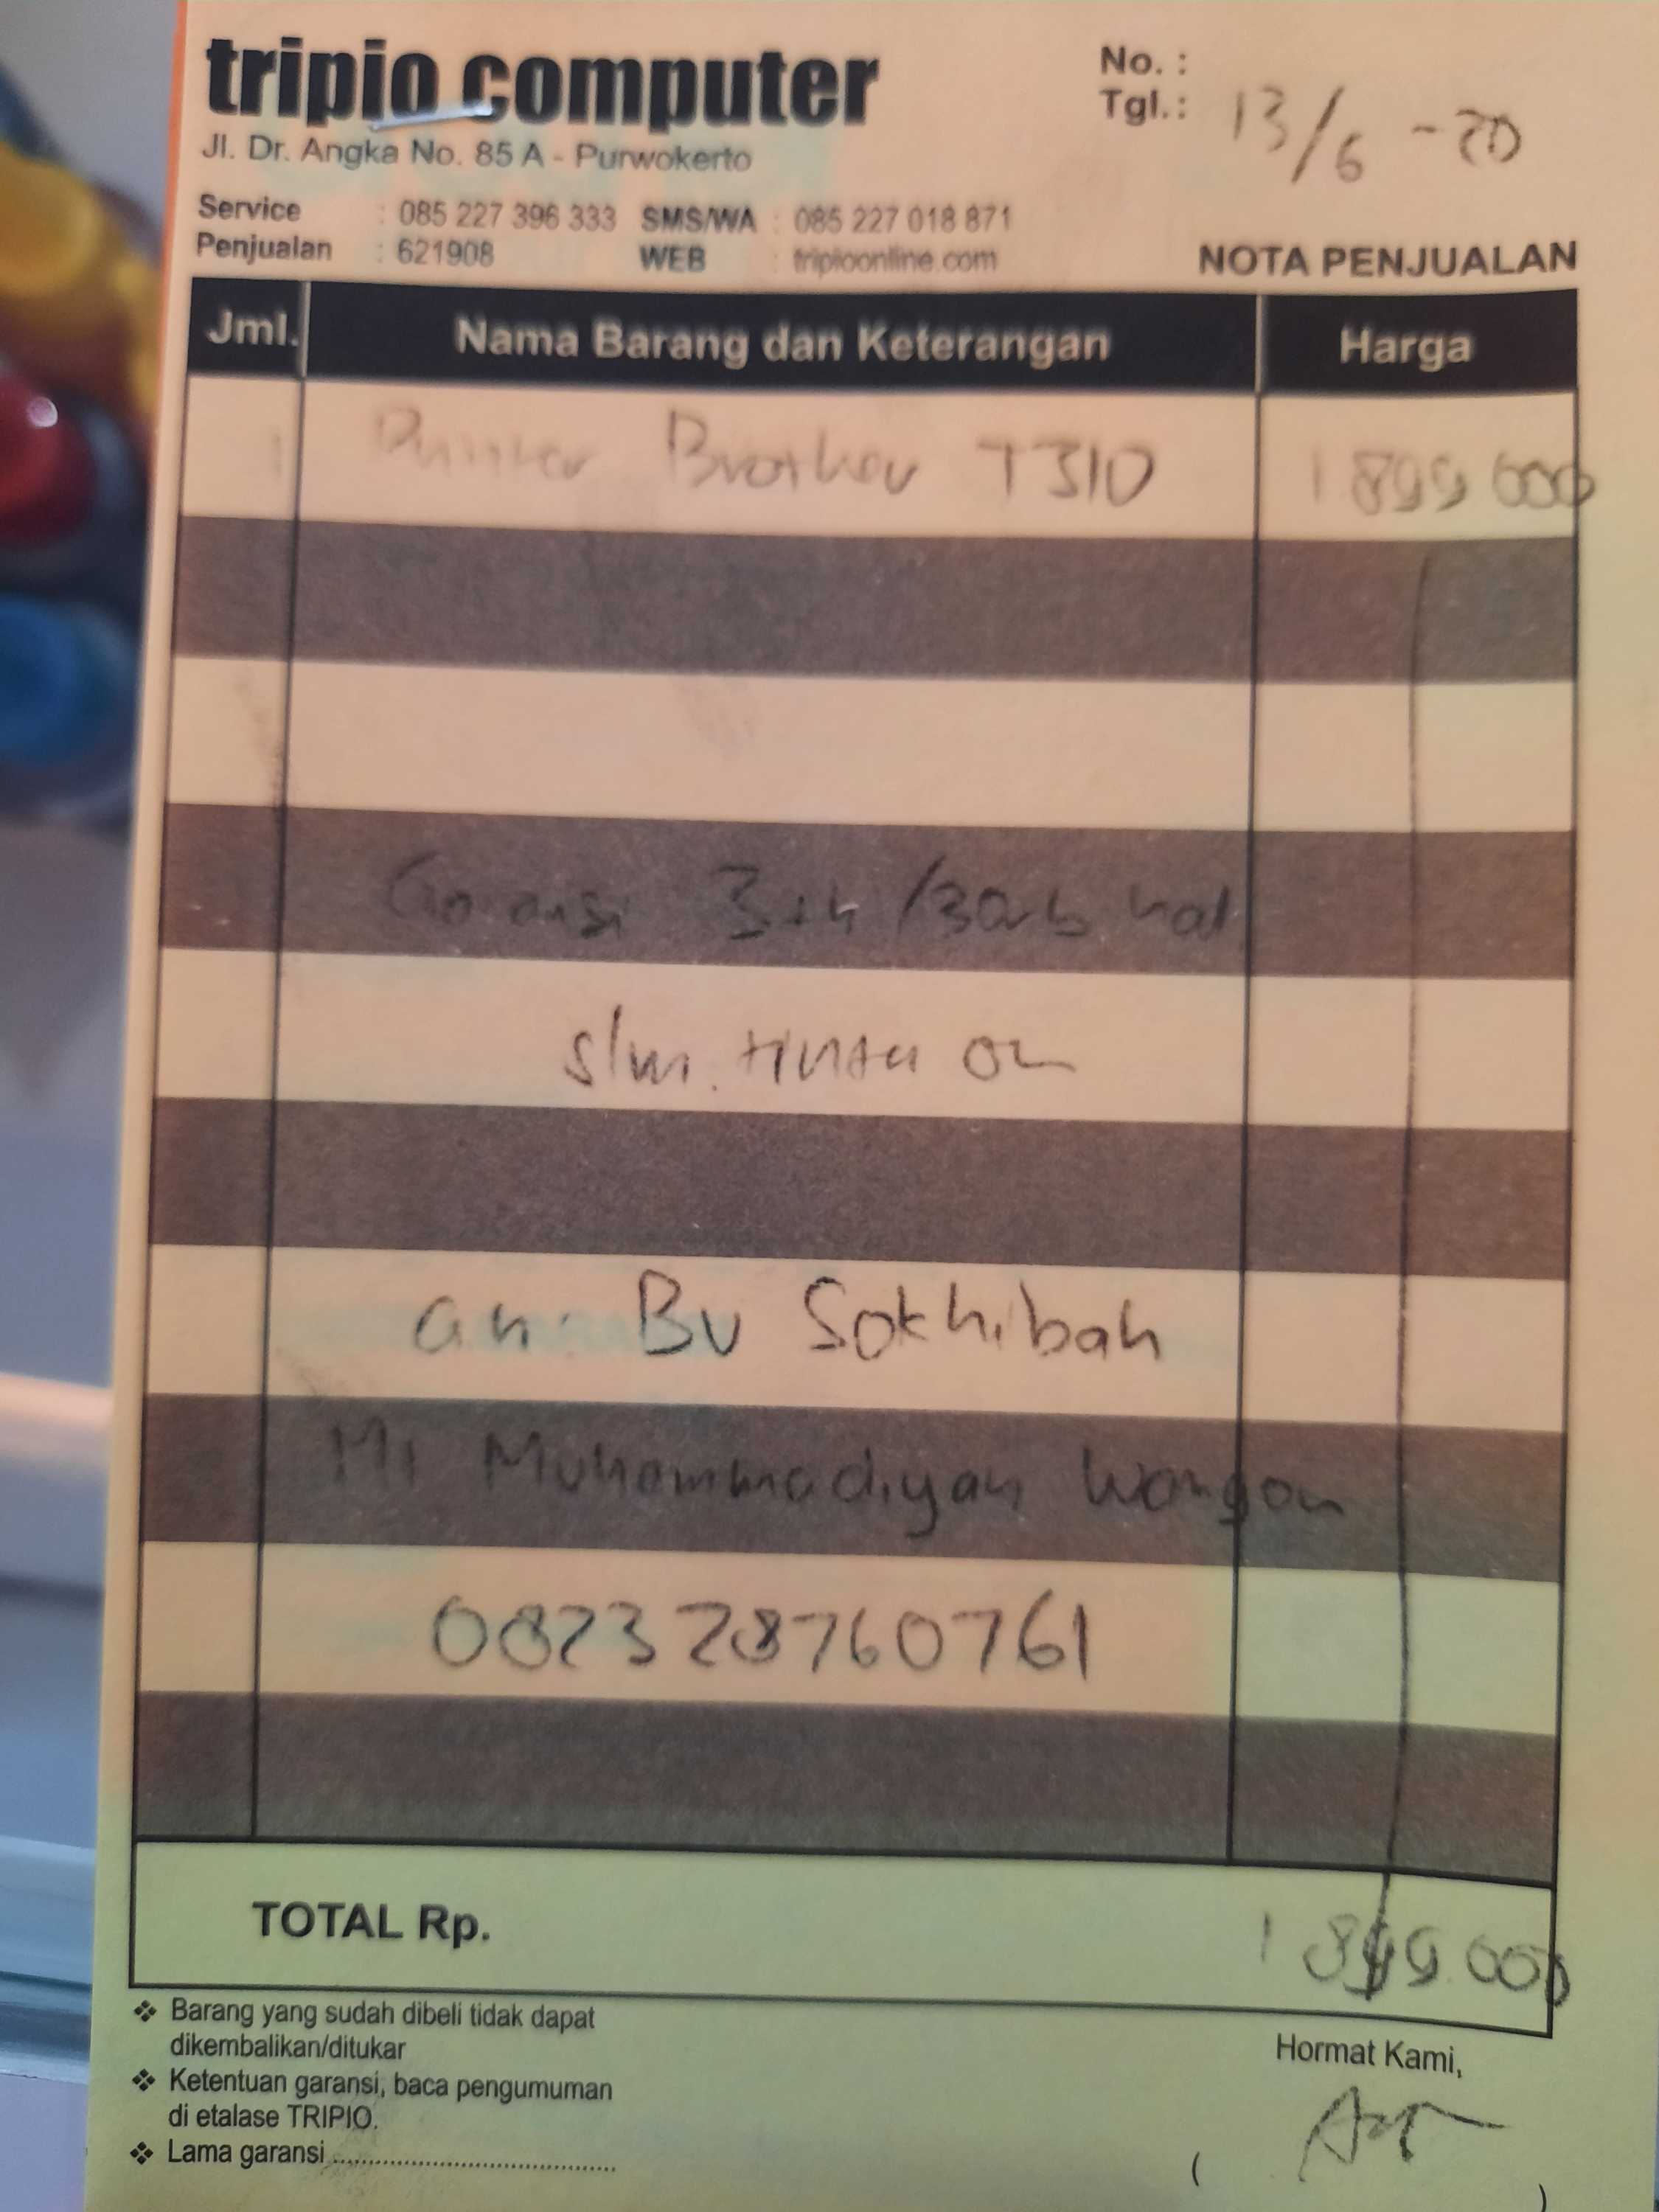 tripio computer
Jl. Dr. Angka No. 85 A - Purwokerto
No. :
Tgl.: 13/6 - 20
Service : 085 227 396 333 SMS/WA : 085 227 018 871
Penjualan : 621908 WEB : tripioonline.com
NOTA PENJUALAN
Jml. Nama Barang dan Keterangan Harga
1 Printer Brother T310 1899 000
Garansi 3 th /30rb hal
slm. tinta ori
an. Bu Sokhibah
MI Muhammadiyah Wangon
082328760761
TOTAL Rp. 1 899.000
❖ Barang yang sudah dibeli tidak dapat
dikembalikan/ditukar
❖ Ketentuan garansi, baca pengumuman
di etalase TRIPIO.
❖ Lama garansi ........................................
Hormat Kami,
( )